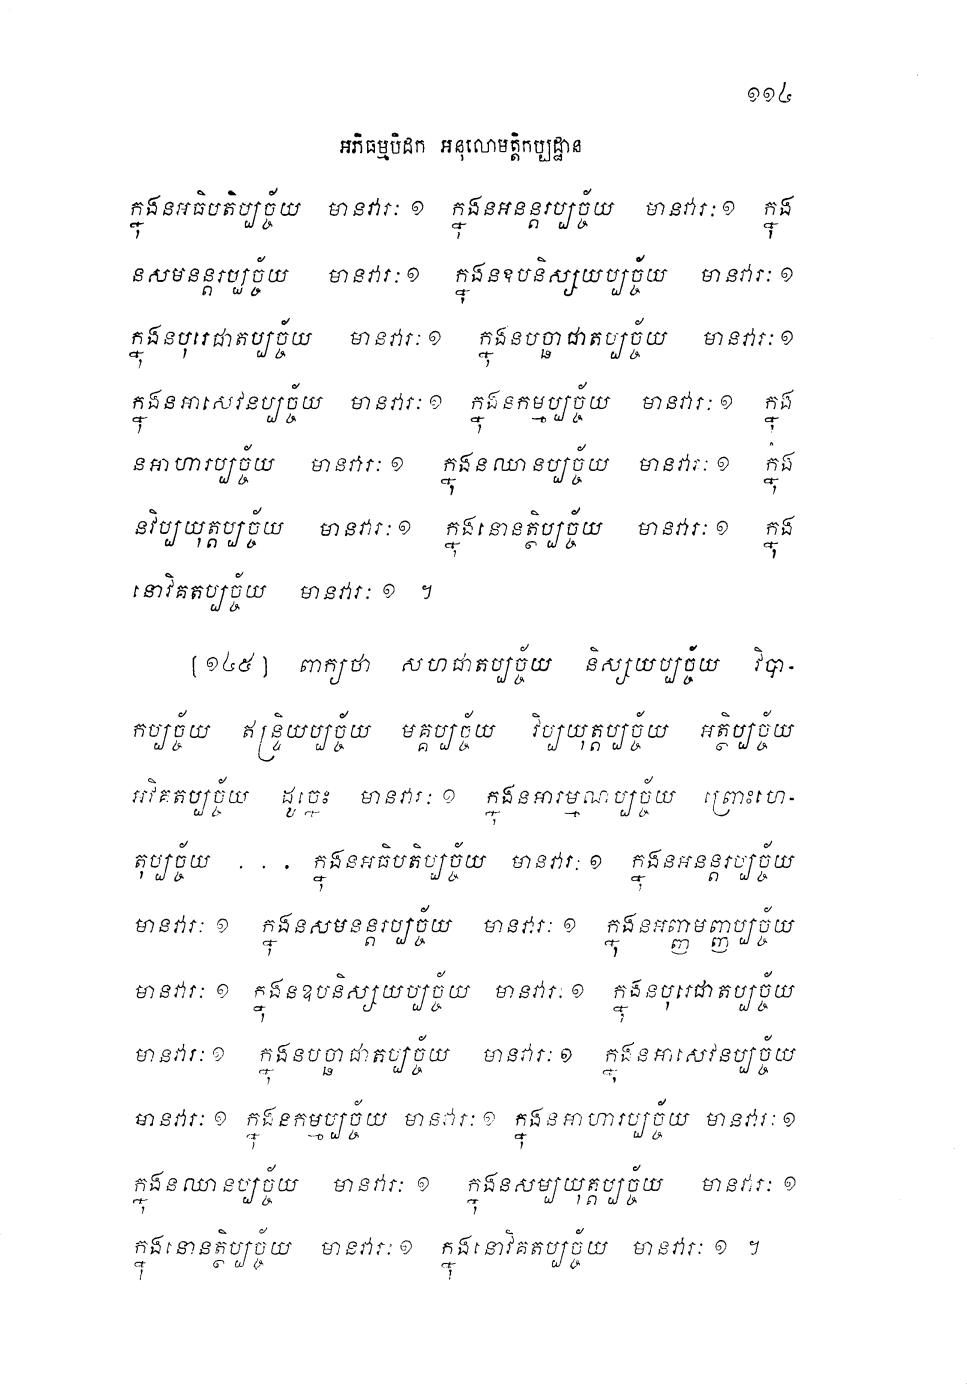 ១១៤
អភិធម្មបិដក អនុលោមត្តិកប្បដ្ឋាន
ក្នុងនអធិបតិប្បច្ច័យ មានវារៈ ១ ក្នុងនអនន្តរប្បច្ច័យ មានវារៈ ១ ក្នុង
នសមនន្តរប្បច្ច័យ មានវារៈ ១ ក្នុងនឧបនិស្សយប្បច្ច័យ មានវារៈ ១
ក្នុងនបុរេជាតប្បច្ច័យ មានវារៈ ១ ក្នុងនបច្ឆាជាតប្បច្ច័យ មានវារៈ ១
ក្នុងនអាសេវនប្បច្ច័យ មានវារៈ ១ ក្នុងនកម្មប្បច្ច័យ មានវារៈ ១ ក្នុង
នអាហារប្បច្ច័យ មានវារៈ ១ ក្នុងនឈានប្បច្ច័យ មានវារៈ ១ ក្នុង
នវិប្បយុត្តប្បច្ច័យ មានវារៈ ១ ក្នុងនោនត្ថិប្បច្ច័យ មានវារៈ ១ ក្នុង
នោវិគតប្បច្ច័យ មានវារៈ ១ ។
[១៤៥] ពាក្យថា សហជាតប្បច្ច័យ និស្សយប្បច្ច័យ វិបា-
កប្បច្ច័យ ឥន្ទ្រិយប្បច្ច័យ មគ្គប្បច្ច័យ វិប្បយុត្តប្បច្ច័យ អត្ថិប្បច្ច័យ
អវិគតប្បច្ច័យ ដូច្នេះ មានវារៈ ១ ក្នុងនអារម្មណប្បច្ច័យ ព្រោះហេ-
តុប្បច្ច័យ . . . ក្នុងនអធិបតិប្បច្ច័យ មានវារៈ ១ ក្នុងនអនន្តរប្បច្ច័យ
មានវារៈ ១ ក្នុងនសមនន្តរប្បច្ច័យ មានវារៈ ១ ក្នុងនអញ្ញមញ្ញប្បច្ច័យ
មានវារៈ ១ ក្នុងនឧបនិស្សយប្បច្ច័យ មានវារៈ ១ ក្នុងនបុរេជាតប្បច្ច័យ
មានវារៈ ១ ក្នុងនបច្ឆាជាតប្បច្ច័យ មានវារៈ ១ ក្នុងនអាសេវនប្បច្ច័យ
មានវារៈ ១ ក្នុងនកម្មប្បច្ច័យ មានវារៈ ១ ក្នុងនអាហារប្បច្ច័យ មានវារៈ ១
ក្នុងនឈានប្បច្ច័យ មានវារៈ ១ ក្នុងនសម្បយុត្តប្បច្ច័យ មានវារៈ ១
ក្នុងនោនត្ថិប្បច្ច័យ មានវារៈ ១ ក្នុងនោវិគតប្បច្ច័យ មានវារៈ ១ ។